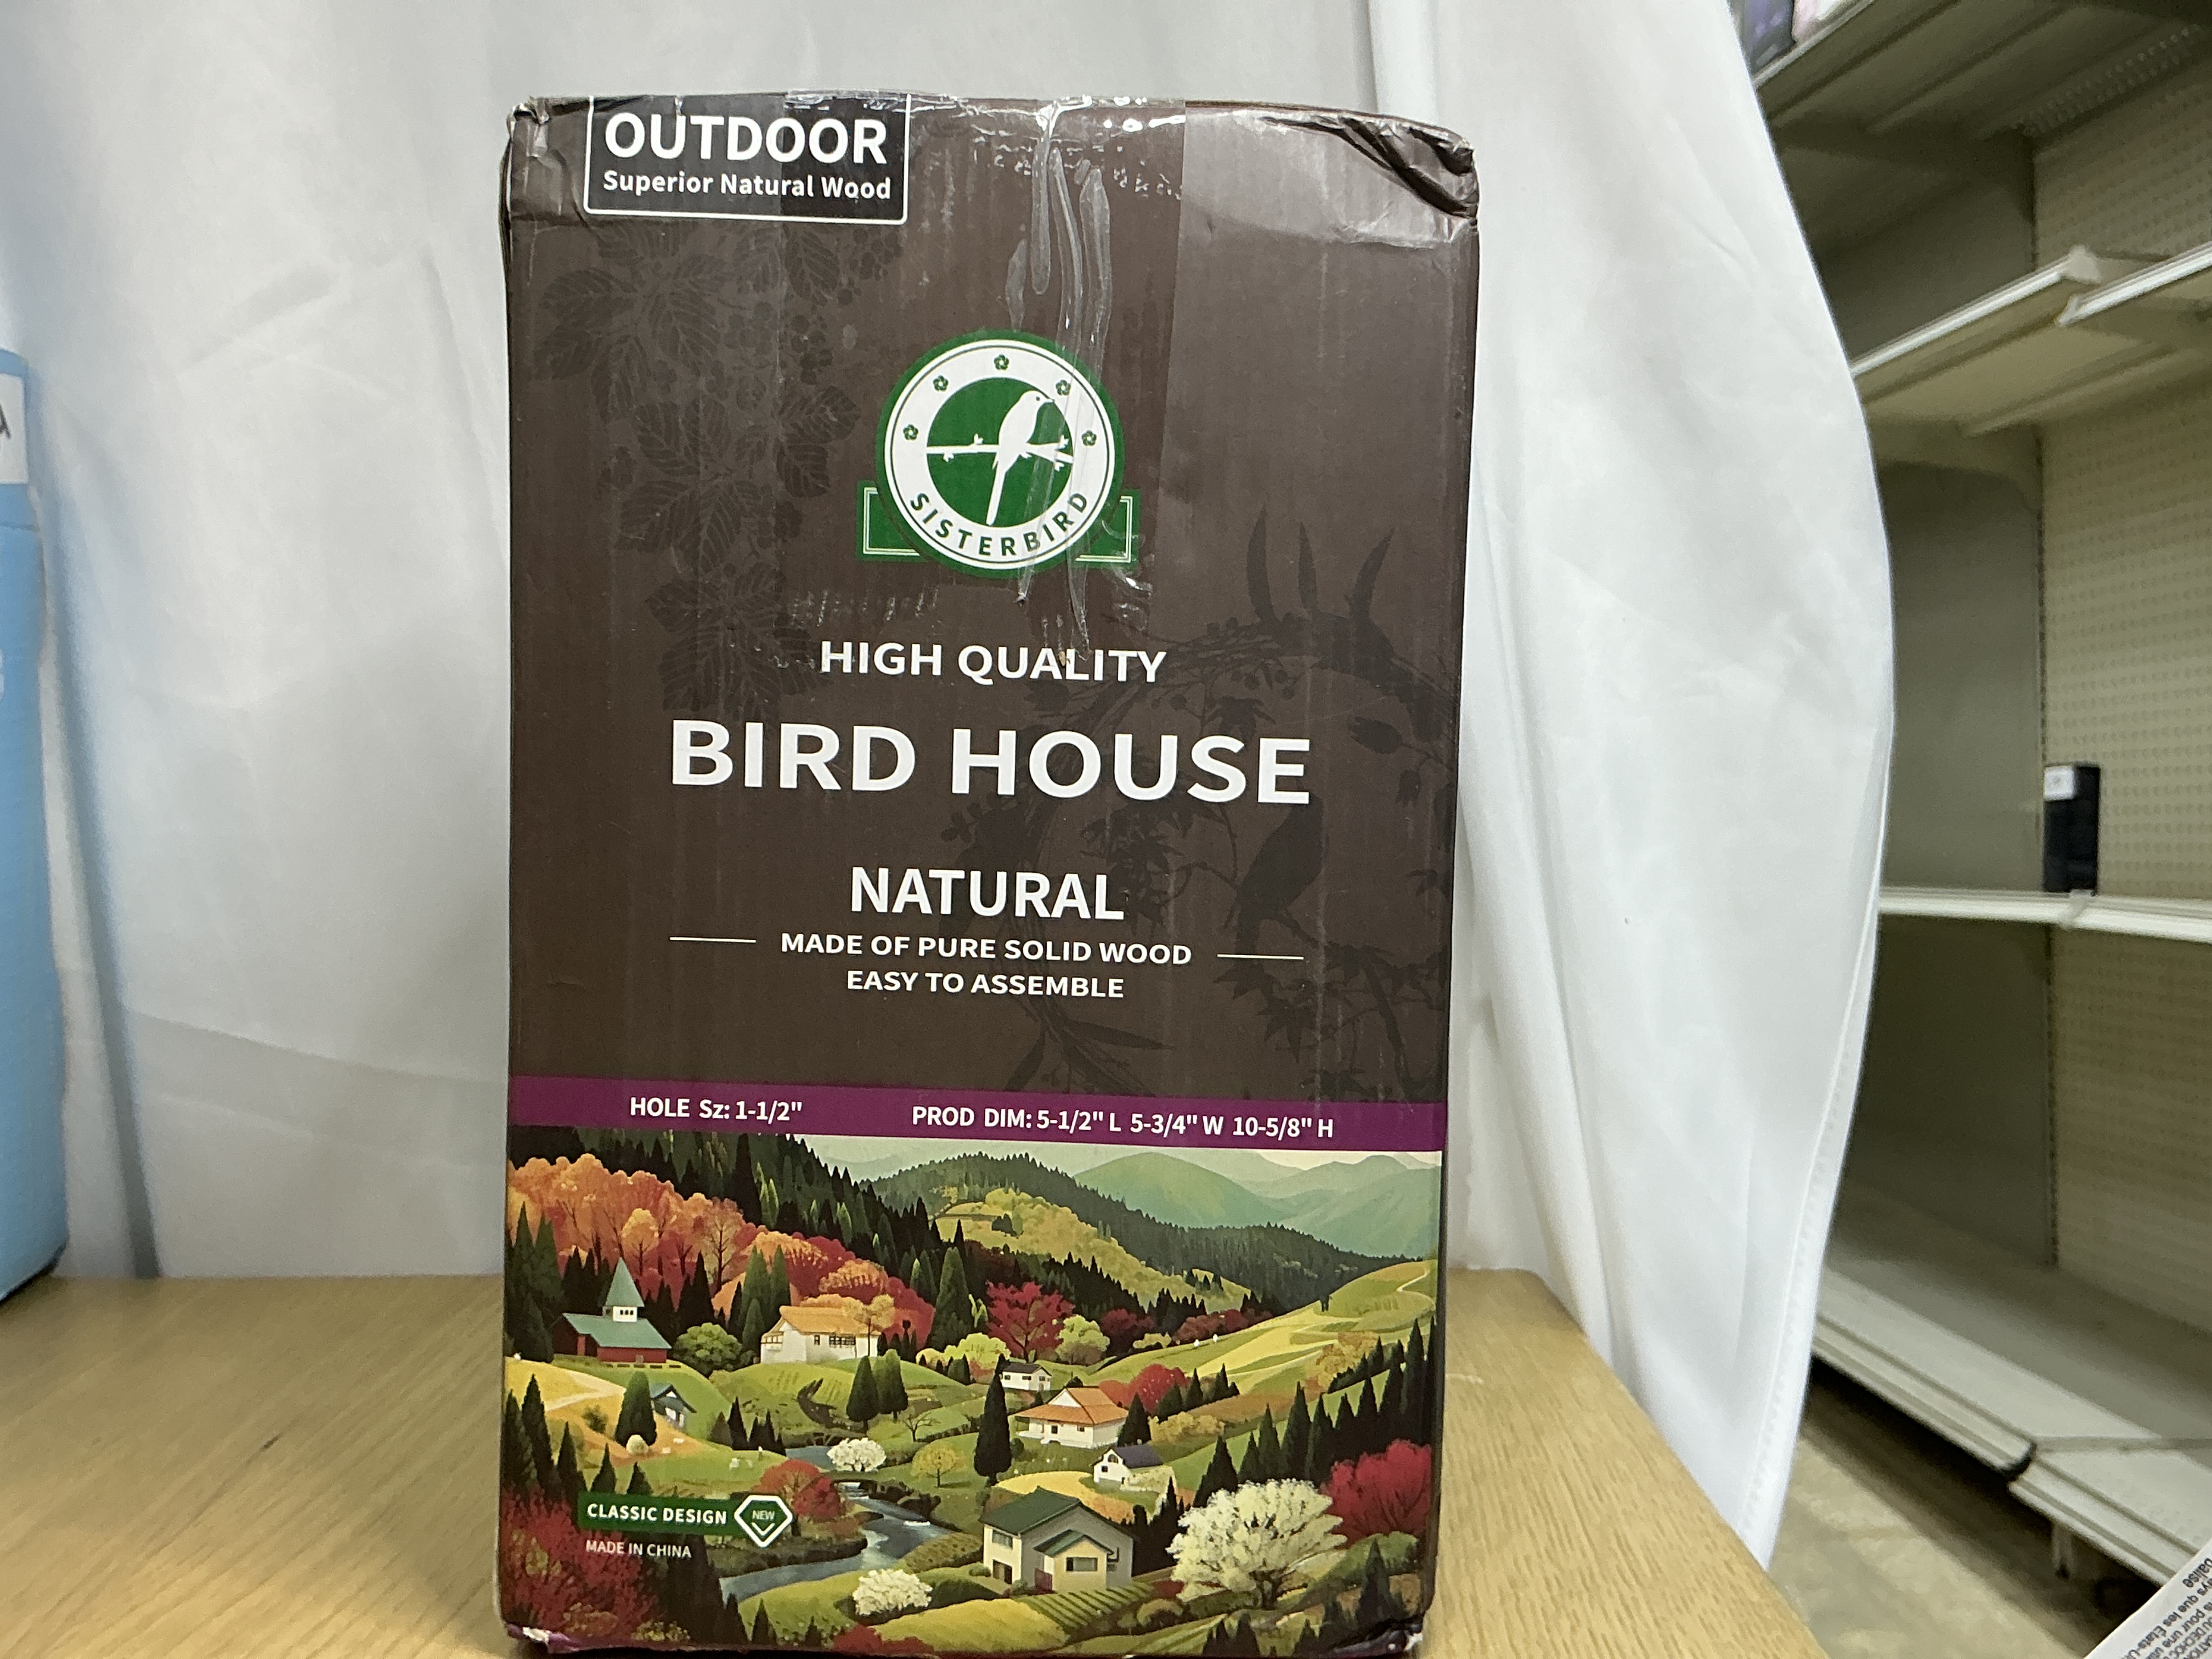 OUTDOOR
Superior Natural Wood
SISTERBIRD
HIGH QUALITY
BIRD HOUSE
NATURAL
MADE OF PURE SOLID WOOD
EASY TO ASSEMBLE
HOLE Sz: 1-1/2" PROD DIM: 5-1/2" L 5-3/4" W 10-5/8" H
CLASSIC DESIGN NEW
MADE IN CHINA